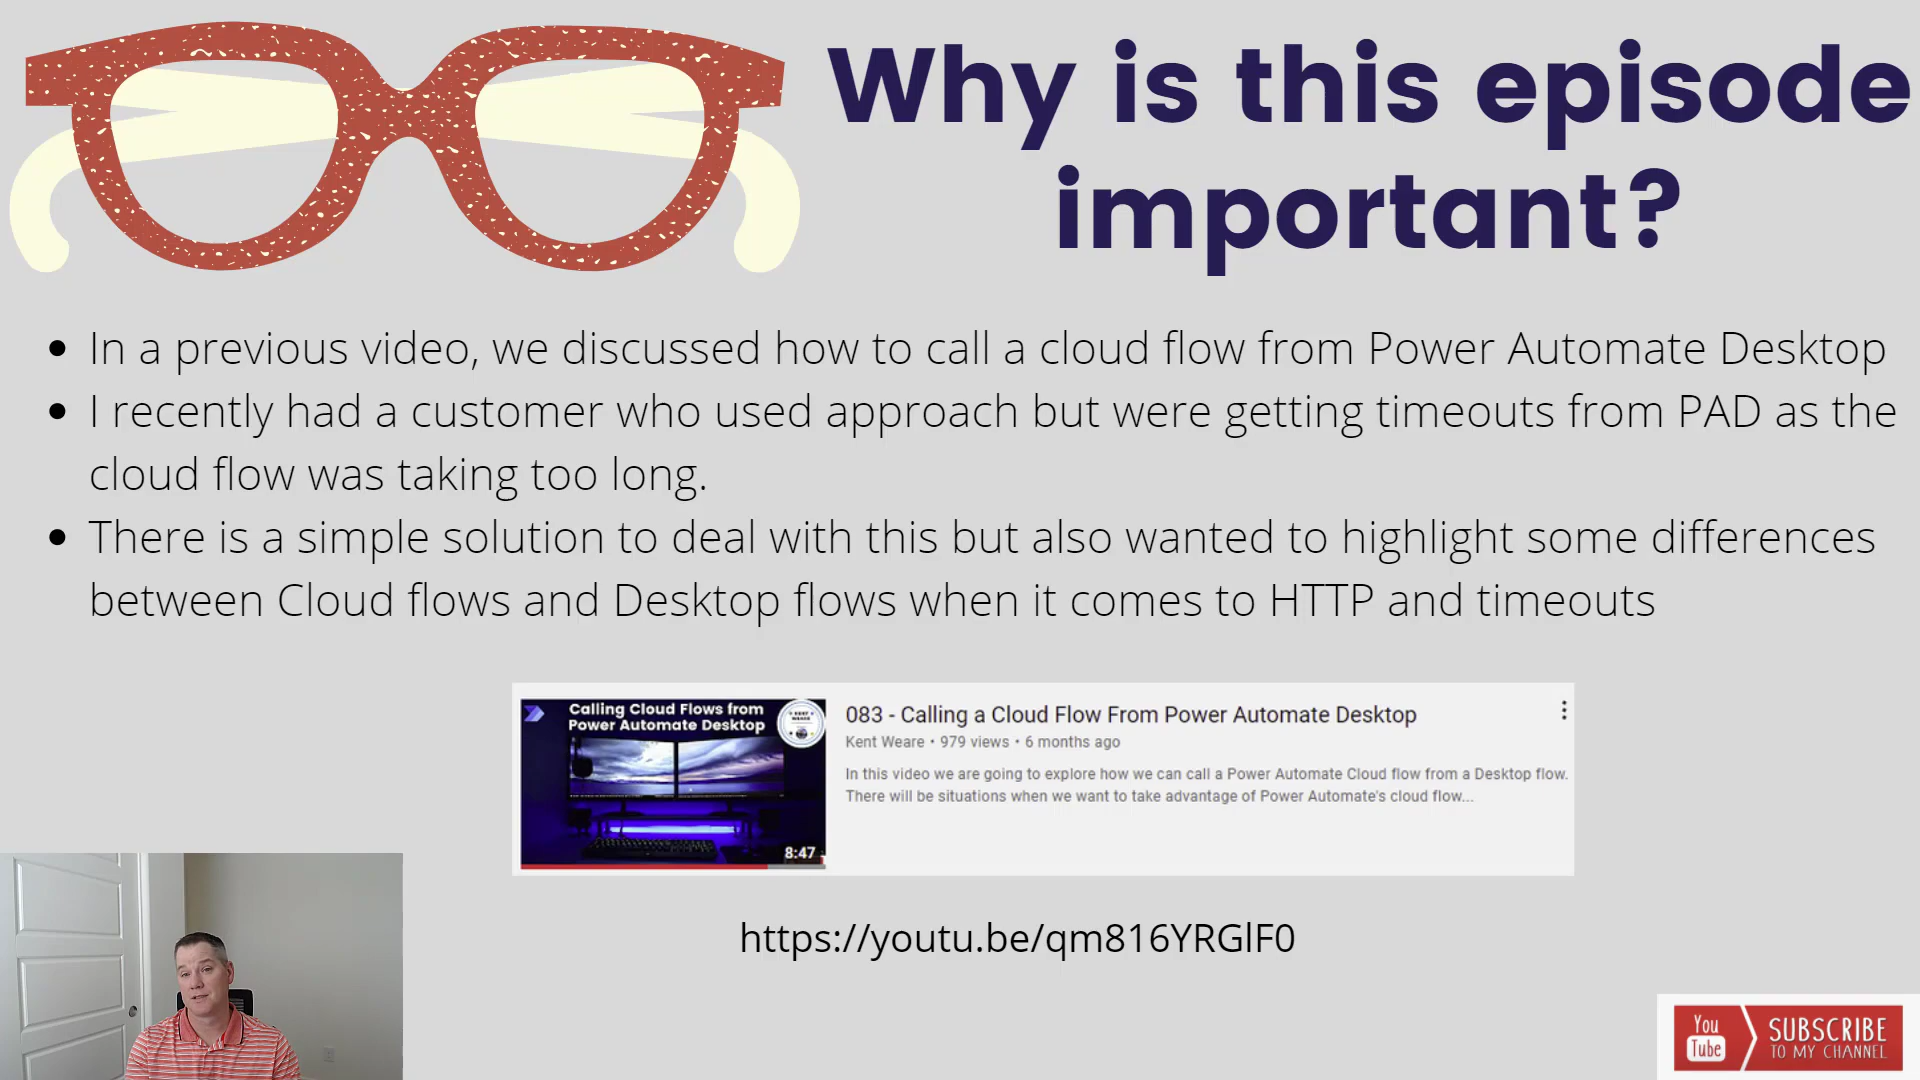 Why is this episode
important?
In a previous video, we discussed how to call a cloud flow from Power Automate Desktop
I recently had a customer who used approach but were getting timeouts from PAD as the
cloud flow was taking too long.
There is a simple solution to deal with this but also wanted to highlight some differences
between Cloud flows and Desktop flows when it comes to HTTP and timeouts
Calling Cloud Flows from
Power Automate Desktop
KENT
WEARE
8:47
083 - Calling a Cloud Flow From Power Automate Desktop
Kent Weare • 979 views • 6 months ago
In this video we are going to explore how we can call a Power Automate Cloud flow from a Desktop flow.
There will be situations when we want to take advantage of Power Automate's cloud flow...
https://youtu.be/qm816YRGlF0
You
Tube
SUBSCRIBE
TO MY CHANNEL